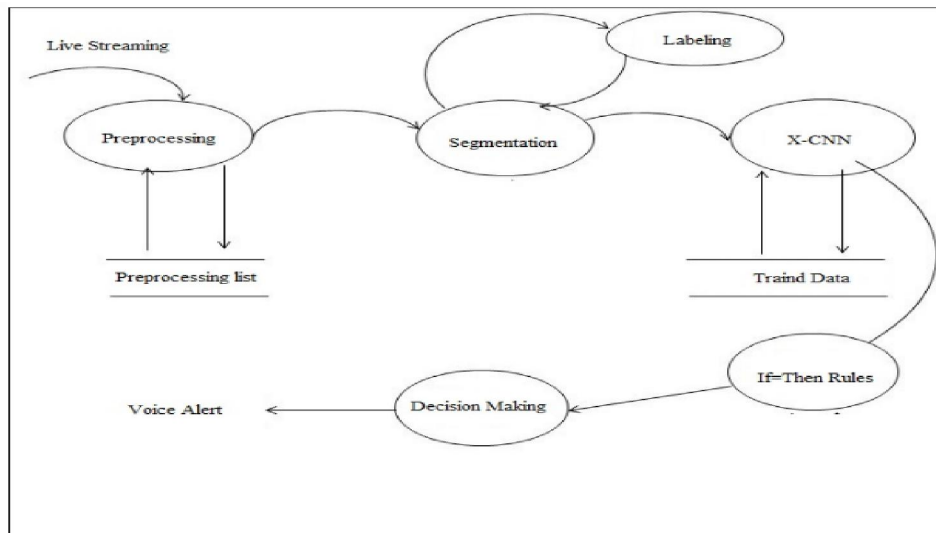 Live Streaming
Labeling
Preprocessing
Segmentation
X-CNN
Preprocessing list
Traind Data
If=Then Rules
Decision Making
Voice Alert